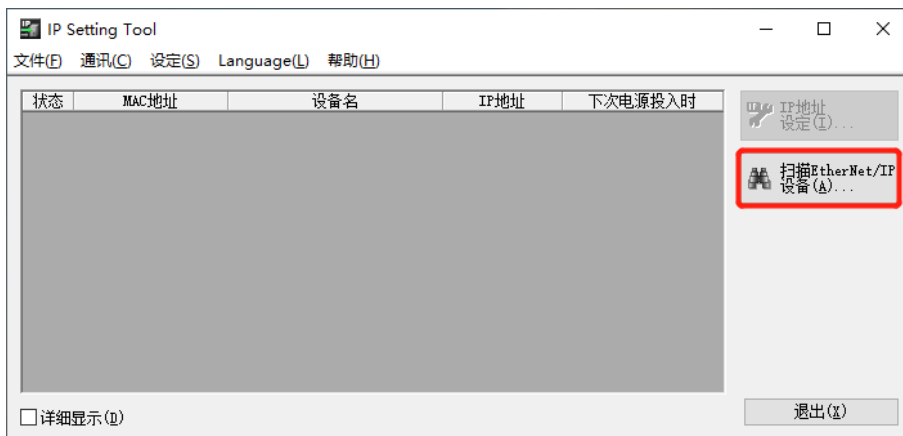 IP Setting Tool
文件(F) 通讯(C) 设定(S) Language(L) 帮助(H)
状态 MAC地址 设备名 IP地址 下次电源投入时
IP地址
设定(I)...
扫描EtherNet/IP
设备(A)...
详细显示(D)
退出(X)